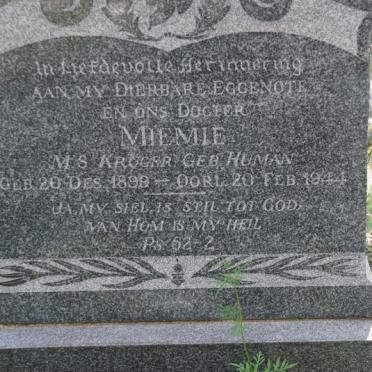 In Liefdevolle Herinnering
AAN MY DIERBARE EGGENOTE
EN ONS DOGTER
MIEMIE
M S KRUGER GEB HUMAN
GEB 20 DES 1899 — OORL 20 FEB 1944
JA, MY SIEL IS STIL TOT GOD
VAN HOM IS MY HEIL
PS 62-2